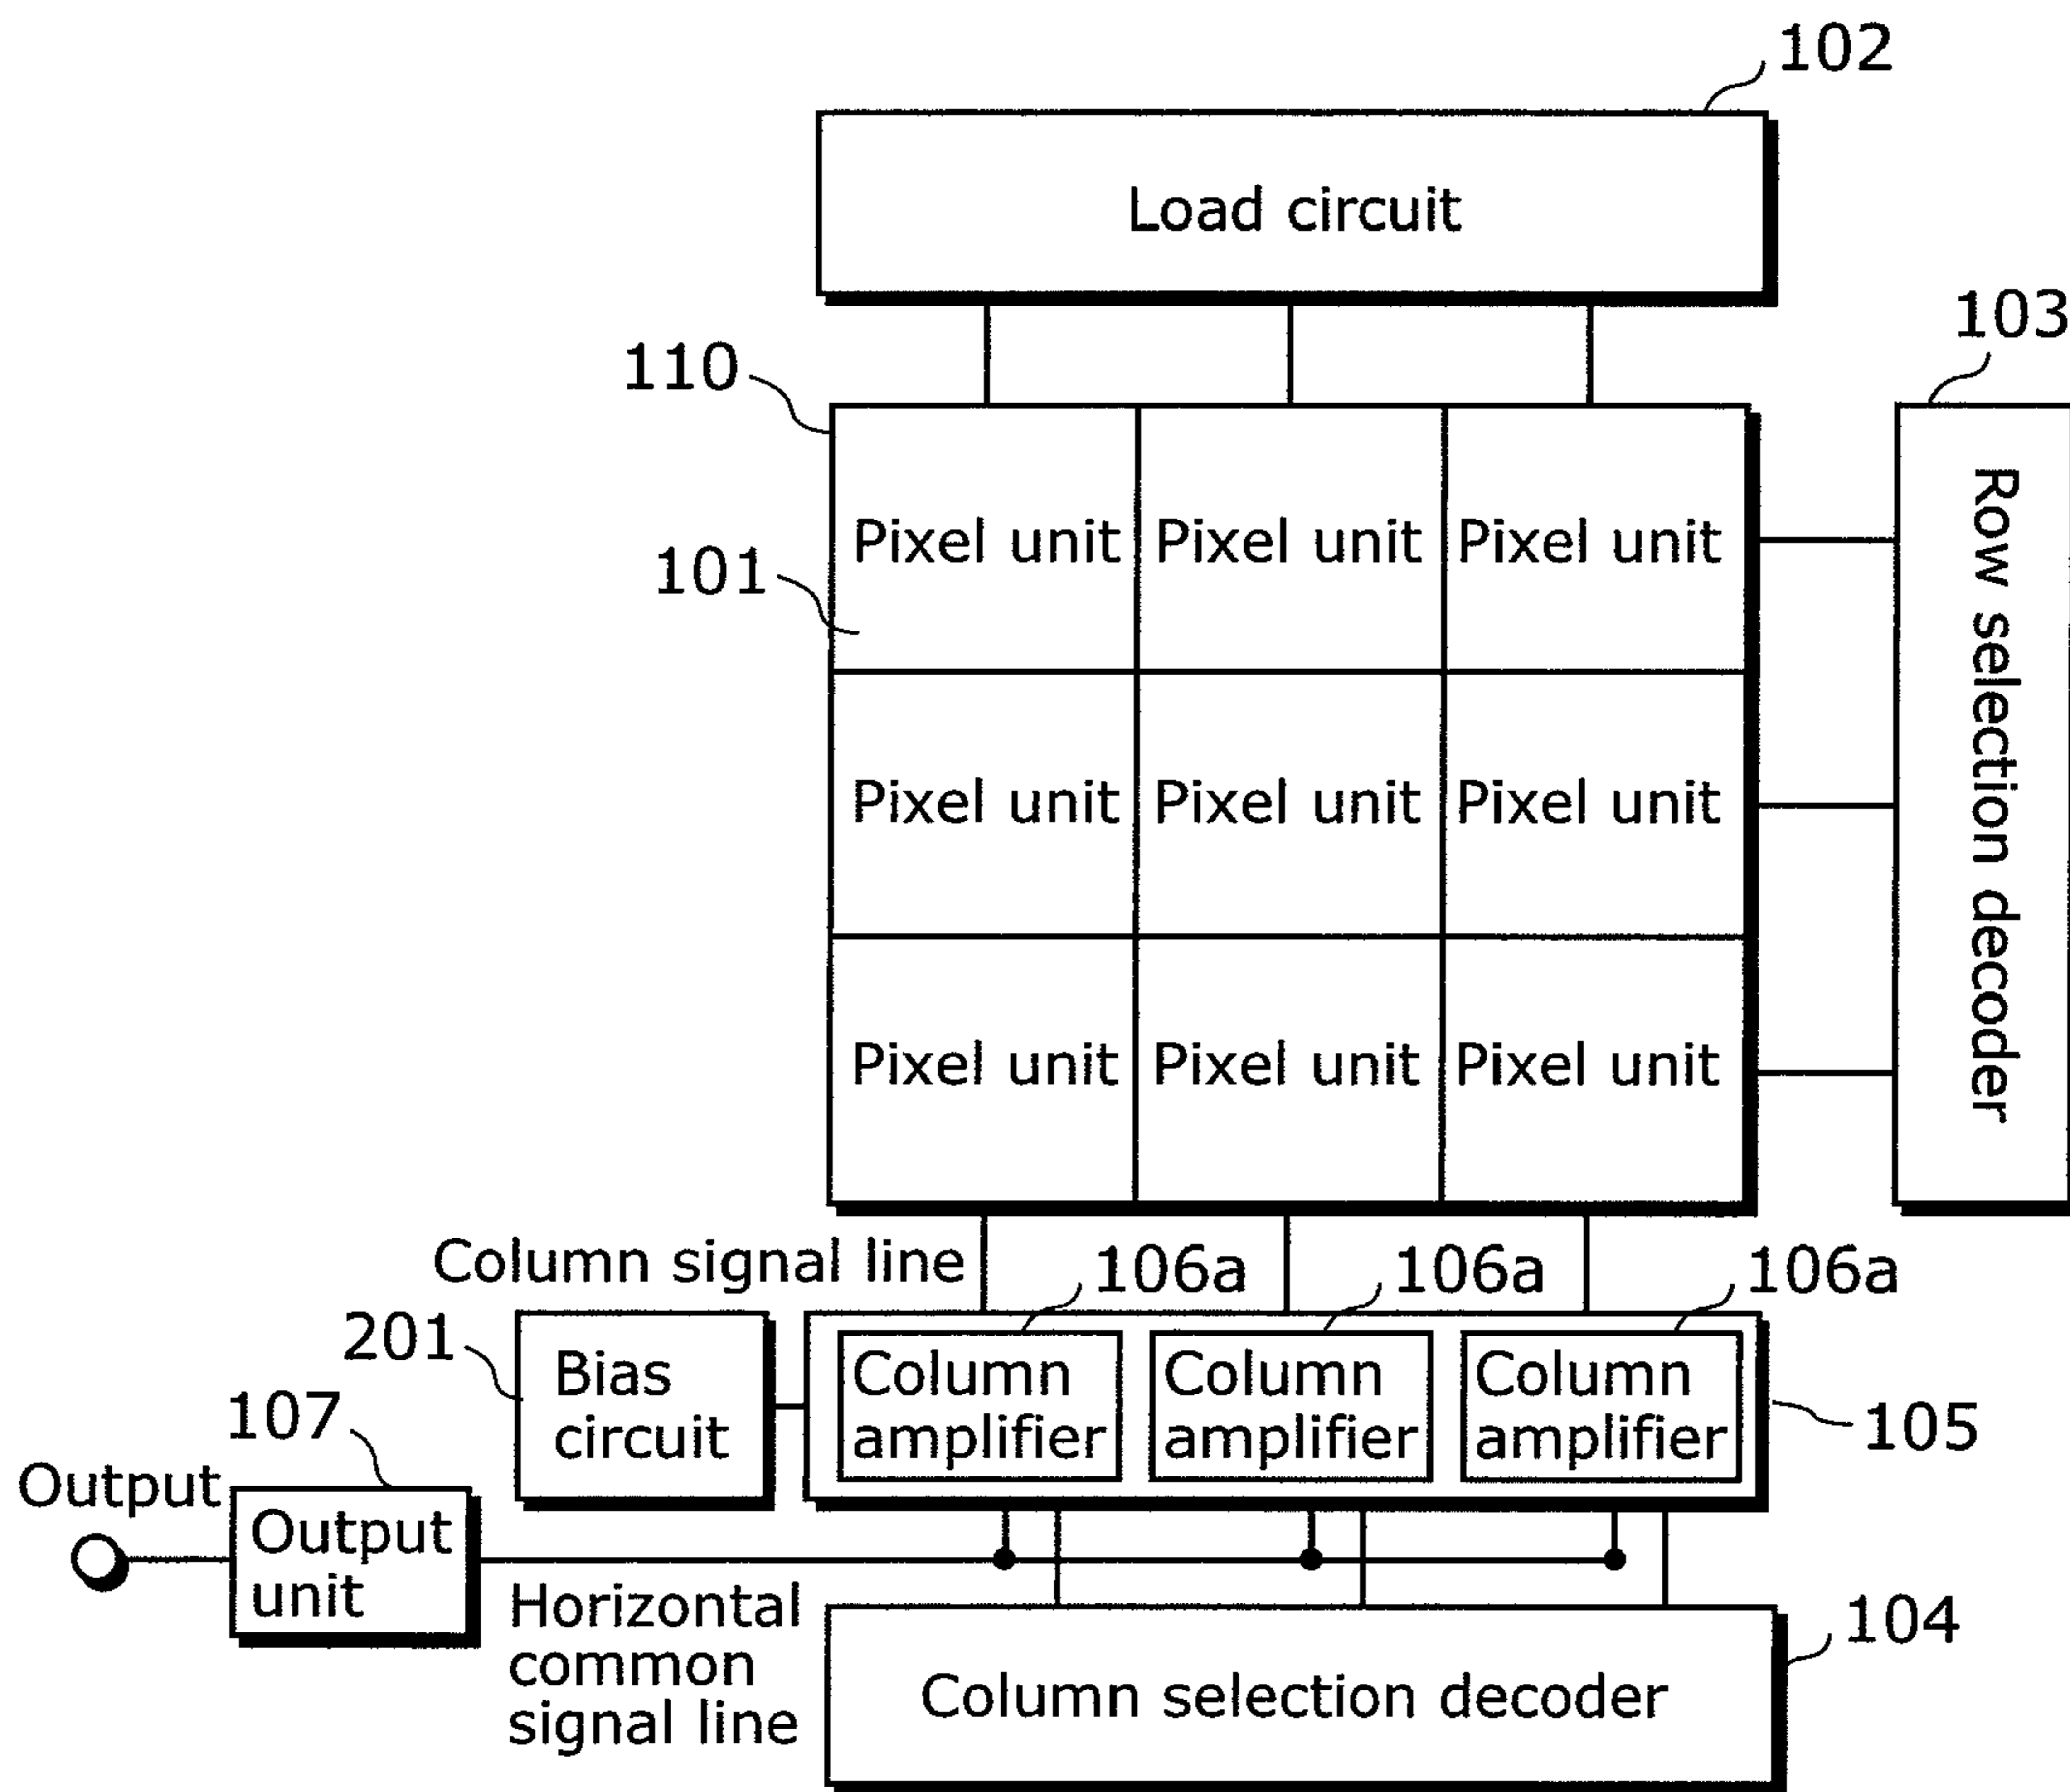 102
Load circuit
103
110
Pixel unit Pixel unit Pixel unit
101
Row selection decoder
Pixel unit Pixel unit Pixel unit
Pixel unit Pixel unit Pixel unit
Column signal line
106a 106a 106a
201
Bias
circuit
Column
amplifier
Column
amplifier
Column
amplifier
105
107
Output
Output
unit
Horizontal
common
signal line
104
Column selection decoder